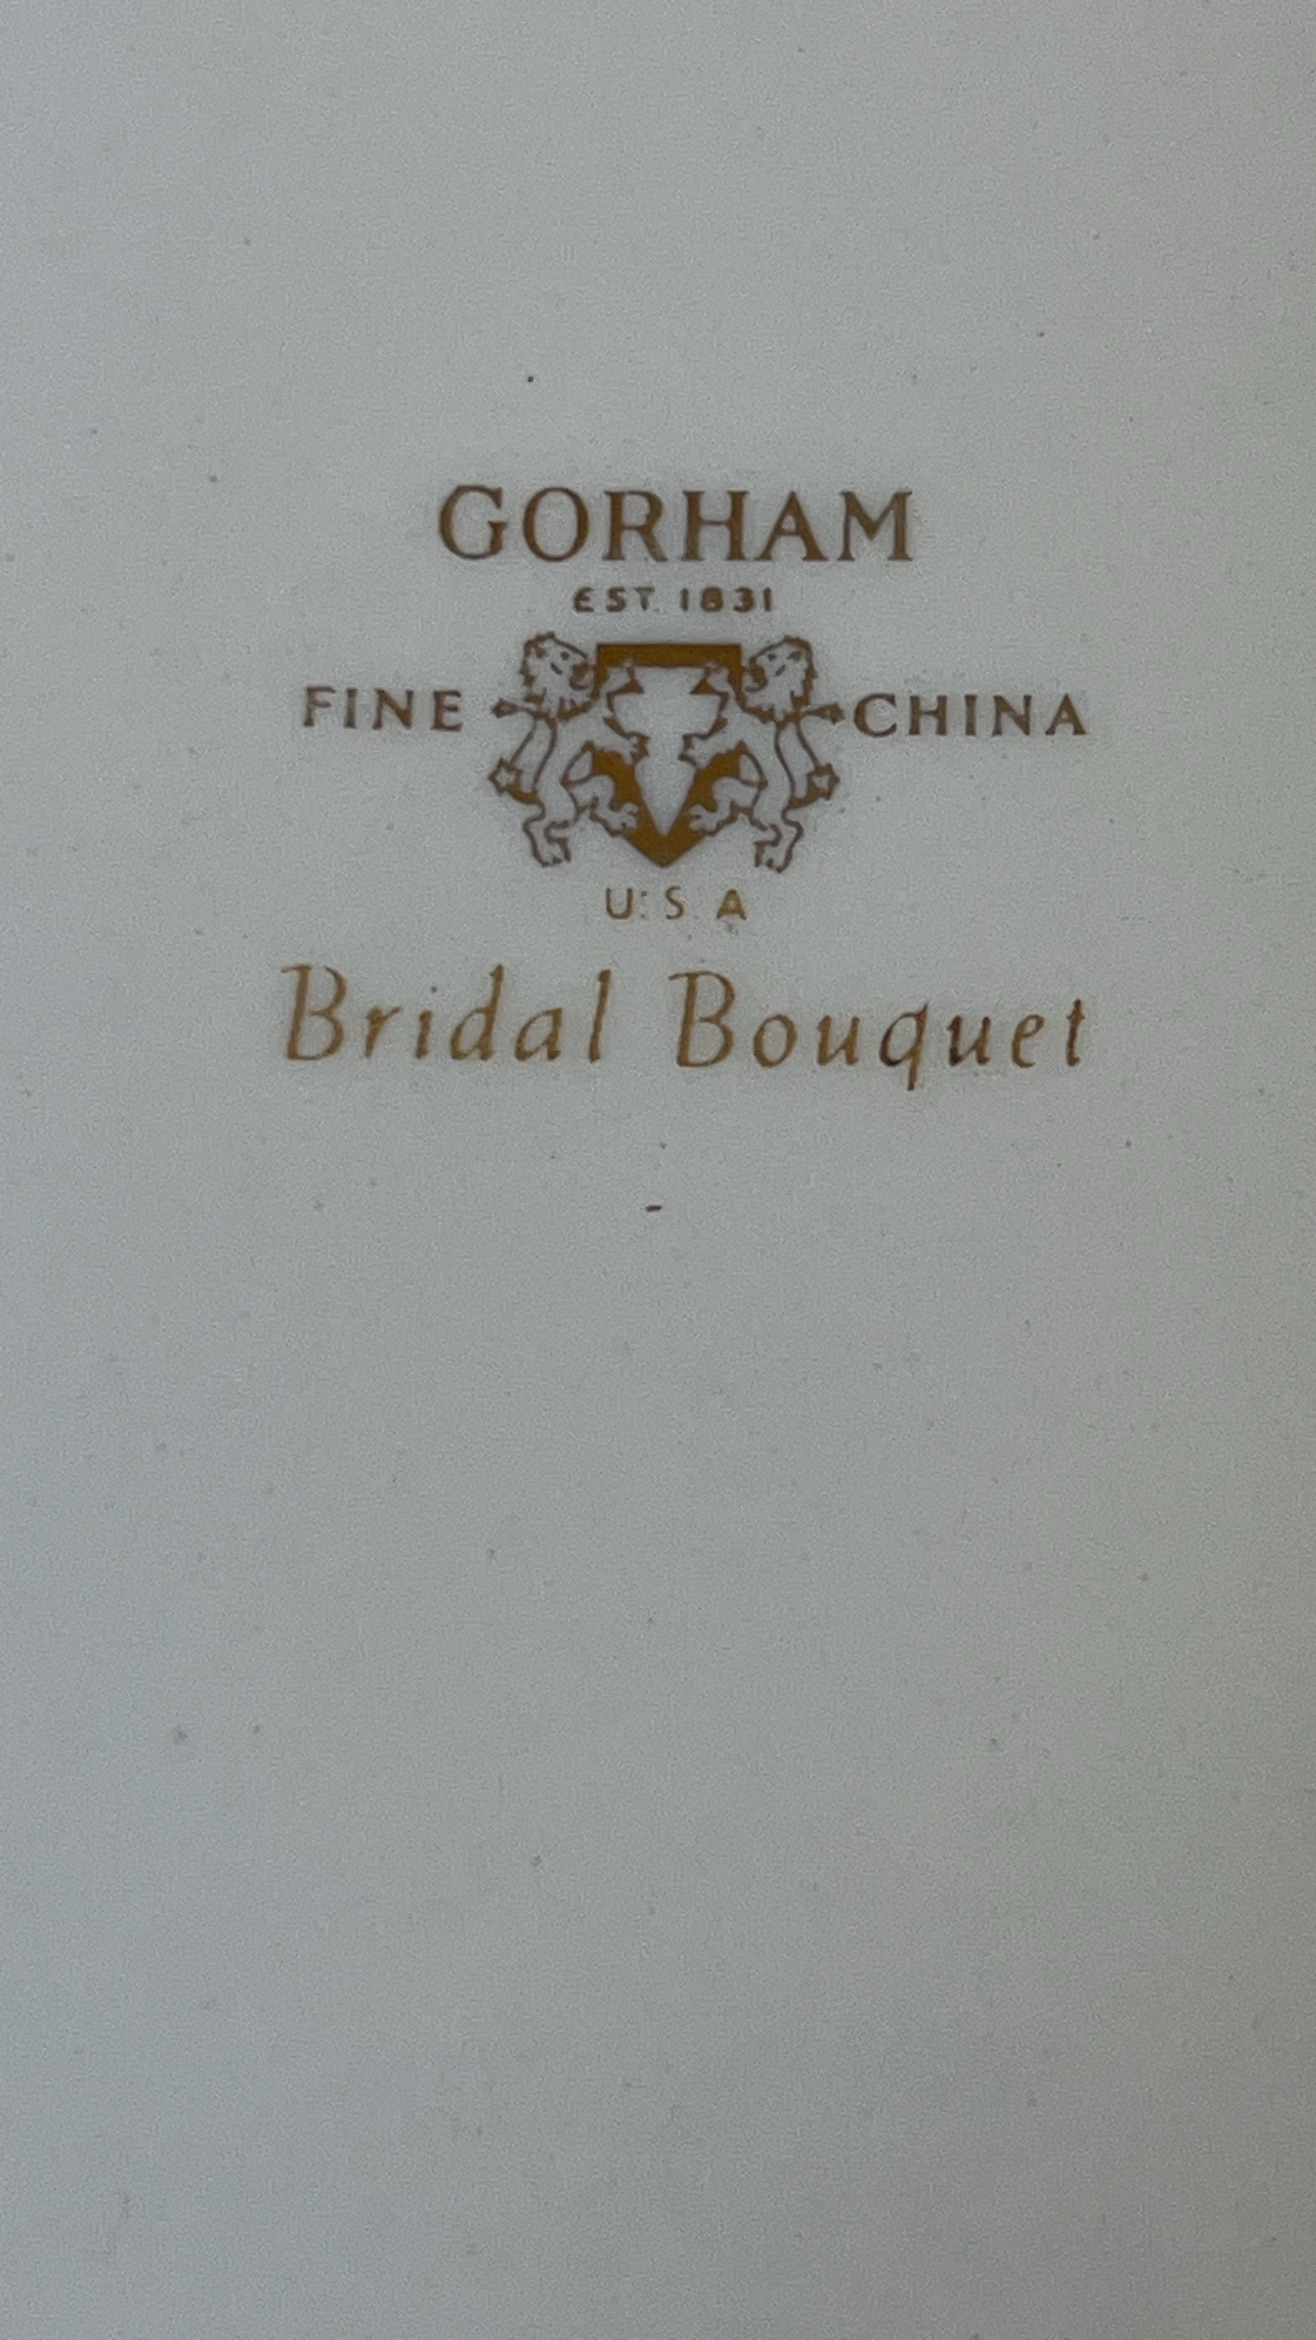 GORHAM
EST. 1831
FINE CHINA
U.S.A
Bridal Bouquet